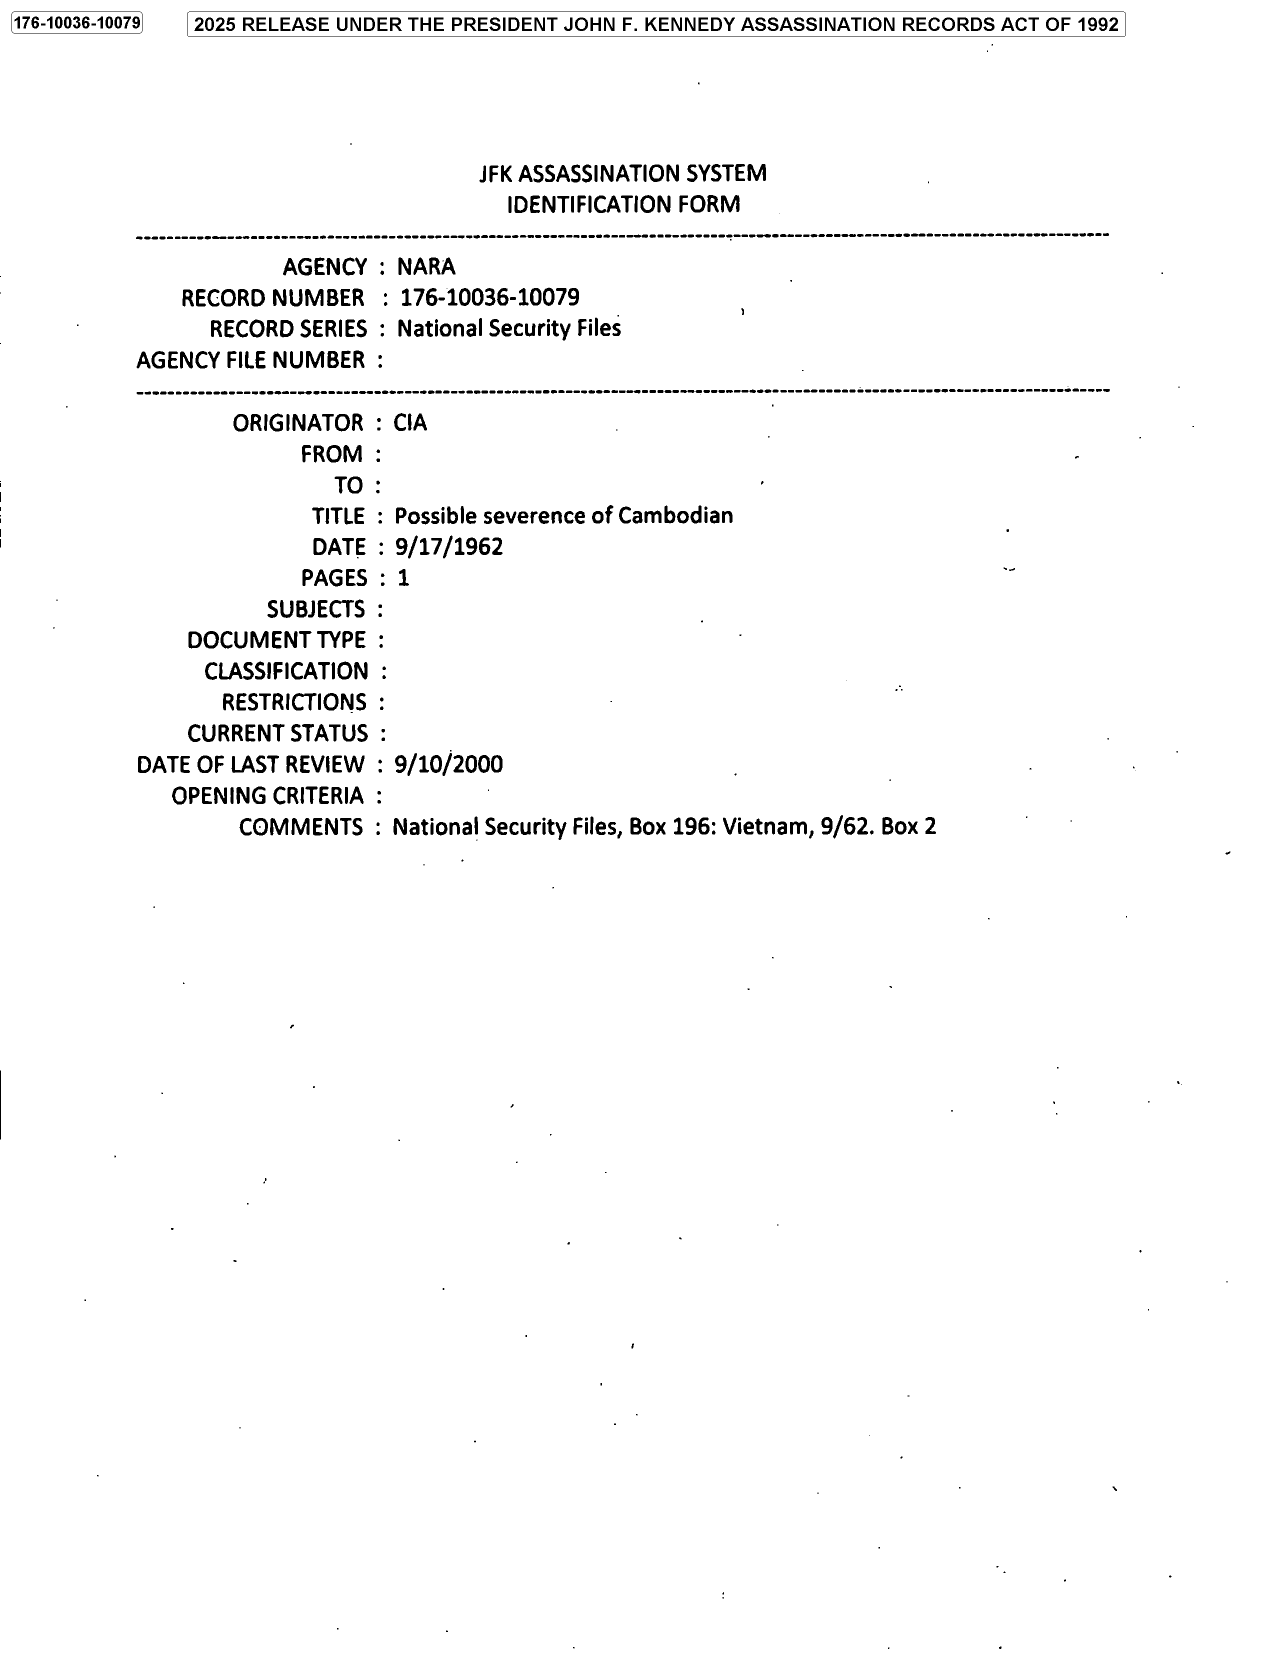 176-10036-10079
2025 RELEASE UNDER THE PRESIDENT JOHN F. KENNEDY ASSASSINATION RECORDS ACT OF 1992
JFK ASSASSINATION SYSTEM
IDENTIFICATION FORM
AGENCY : NARA
RECORD NUMBER : 176-10036-10079
RECORD SERIES : National Security Files
AGENCY FILE NUMBER :
ORIGINATOR : CIA
FROM :
TO :
TITLE : Possible severence of Cambodian
DATE : 9/17/1962
PAGES : 1
SUBJECTS :
DOCUMENT TYPE :
CLASSIFICATION :
RESTRICTIONS :
CURRENT STATUS :
DATE OF LAST REVIEW : 9/10/2000
OPENING CRITERIA :
COMMENTS : National Security Files, Box 196: Vietnam, 9/62. Box 2